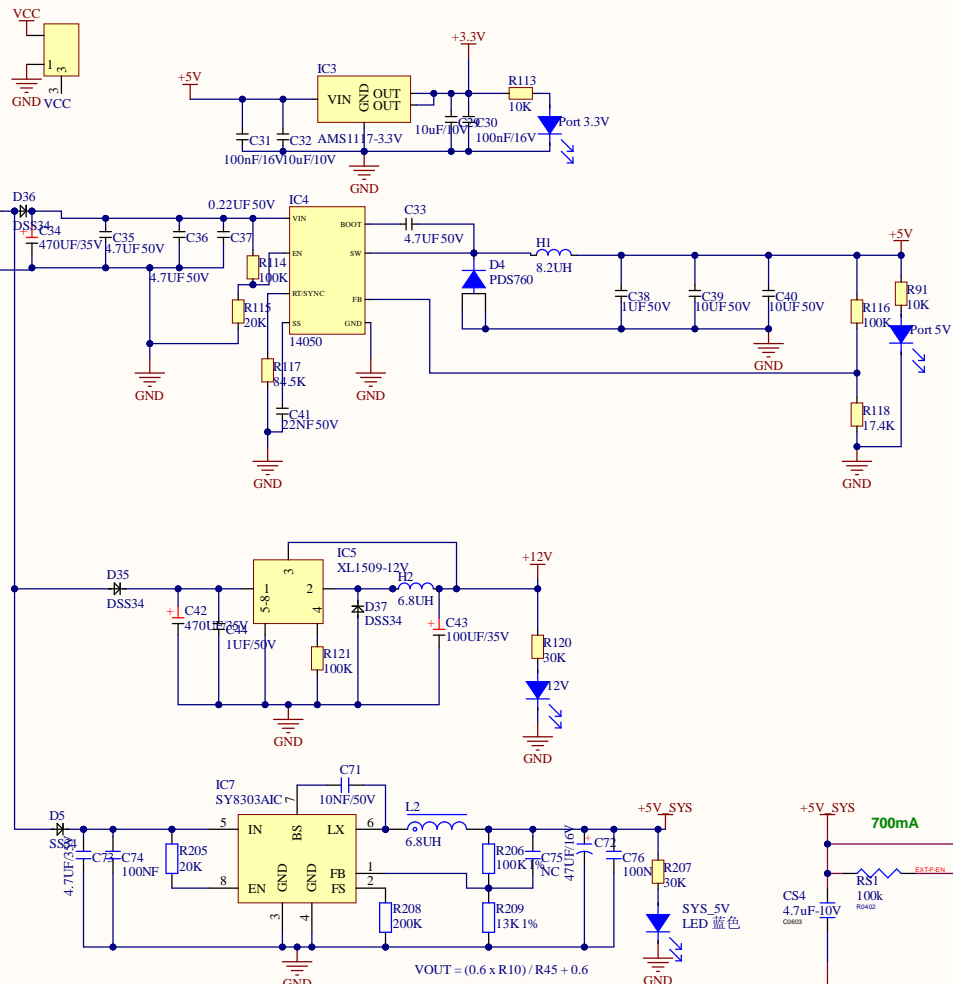 VCC
1
3
GND
3
VCC
+5V
IC3
VIN
GND
OUT
OUT
AMS1117-3.3V
+3.3V
R113
10K
Port 3.3V
C31
100nF/16V
C32
10uF/10V
10uF/10V
C30
100nF/16V
GND
D36
DSS34
C34
470UF/35V
C35
4.7UF 50V
C36
4.7UF 50V
0.22UF 50V
C37
R114
100K
R115
20K
GND
IC4
VIN
EN
RT/SYNC
SS
BOOT
SW
FB
GND
14050
R117
84.5K
C41
22NF 50V
GND
GND
C33
4.7UF 50V
D4
PDS760
H1
8.2UH
C38
1UF 50V
C39
10UF 50V
C40
10UF 50V
GND
+5V
R116
100K
R91
10K
Port 5V
R118
17.4K
GND
D35
DSS34
C42
470UF/35V
C44
1UF/50V
IC5
XL1509-12V
3
1
2
5-8
4
R121
100K
D37
DSS34
H2
6.8UH
C43
100UF/35V
GND
+12V
R120
30K
12V
GND
D5
SS34
4.7UF/35V
C73
C74
100NF
R205
20K
IC7
SY8303AIC
7
C71
10NF/50V
5
IN
BS
LX
6
8
EN
GND
GND
FB
1
FS
2
3
4
GND
R208
200K
L2
6.8UH
R206
100K 1%
C75
NC
47UF/16V
C72
C76
100N
R209
13K 1%
+5V_SYS
R207
30K
SYS_5V
LED 蓝色
GND
VOUT = (0.6 x R10) / R45 + 0.6
+5V_SYS
700mA
RS1
100k
R0402
EXT-P-EN
CS4
4.7uF-10V
C0603